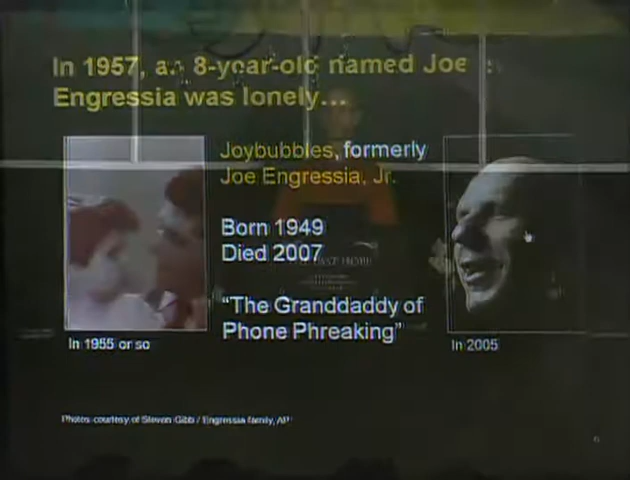 In 1957, an 8-year-old named Joe
Engressia was lonely…
Joybubbles, formerly
Joe Engressia, Jr.
Born 1949
Died 2007
“The Granddaddy of
Phone Phreaking”
In 1955 or so
In 2005
Photos courtesy of Steven Gibb / Engressia family, AP
6